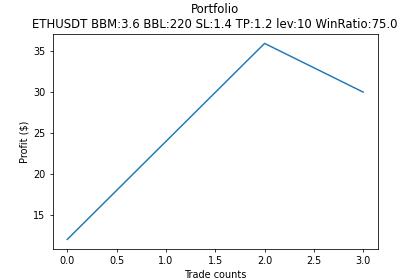 Portfolio
ETHUSDT BBM:3.6 BBL:220 SL:1.4 TP:1.2 lev:10 WinRatio:75.0
35
30
25
20
15
Profit ($)
0.0 0.5 1.0 1.5 2.0 2.5 3.0
Trade counts